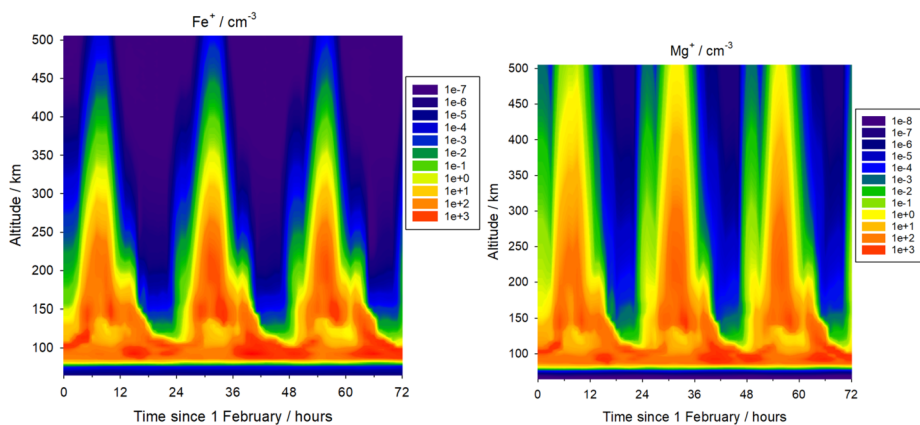 Fe⁺ / cm⁻³
500
450
400
350
300
250
200
150
100
Altitude / km
0 12 24 36 48 60 72
Time since 1 February / hours
1e-7
1e-6
1e-5
1e-4
1e-3
1e-2
1e-1
1e+0
1e+1
1e+2
1e+3
Mg⁺ / cm⁻³
500
450
400
350
300
250
200
150
100
Altitude / km
0 12 24 36 48 60 72
Time since 1 February / hours
1e-8
1e-7
1e-6
1e-5
1e-4
1e-3
1e-2
1e-1
1e+0
1e+1
1e+2
1e+3